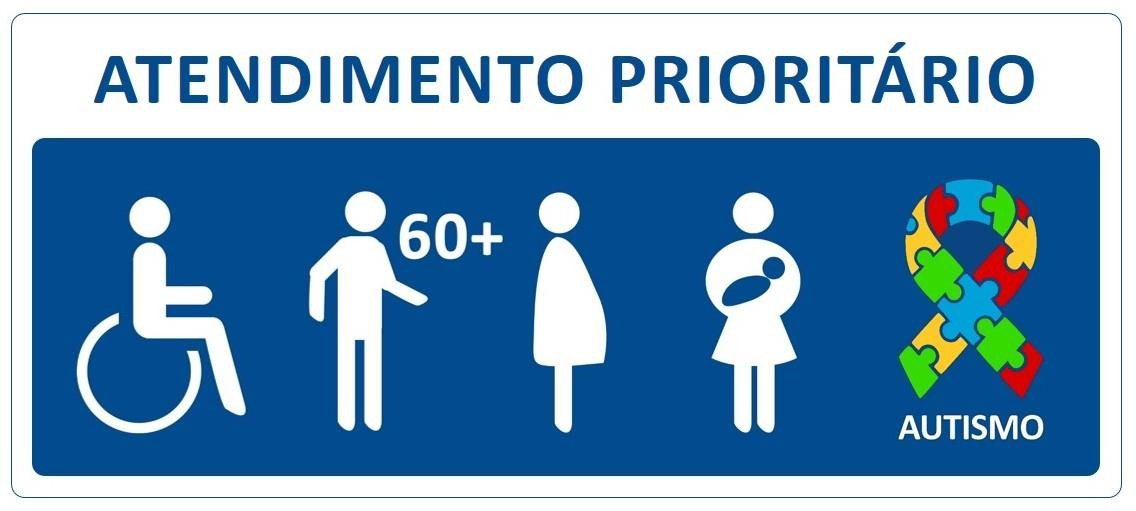 ATENDIMENTO PRIORITÁRIO
60+
AUTISMO